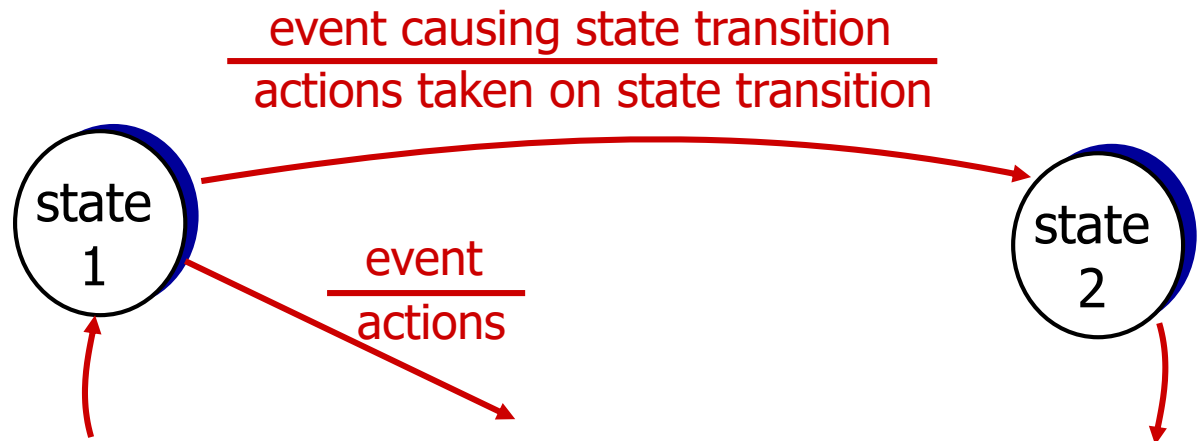 event causing state transition
actions taken on state transition
state
1
event
actions
state
2